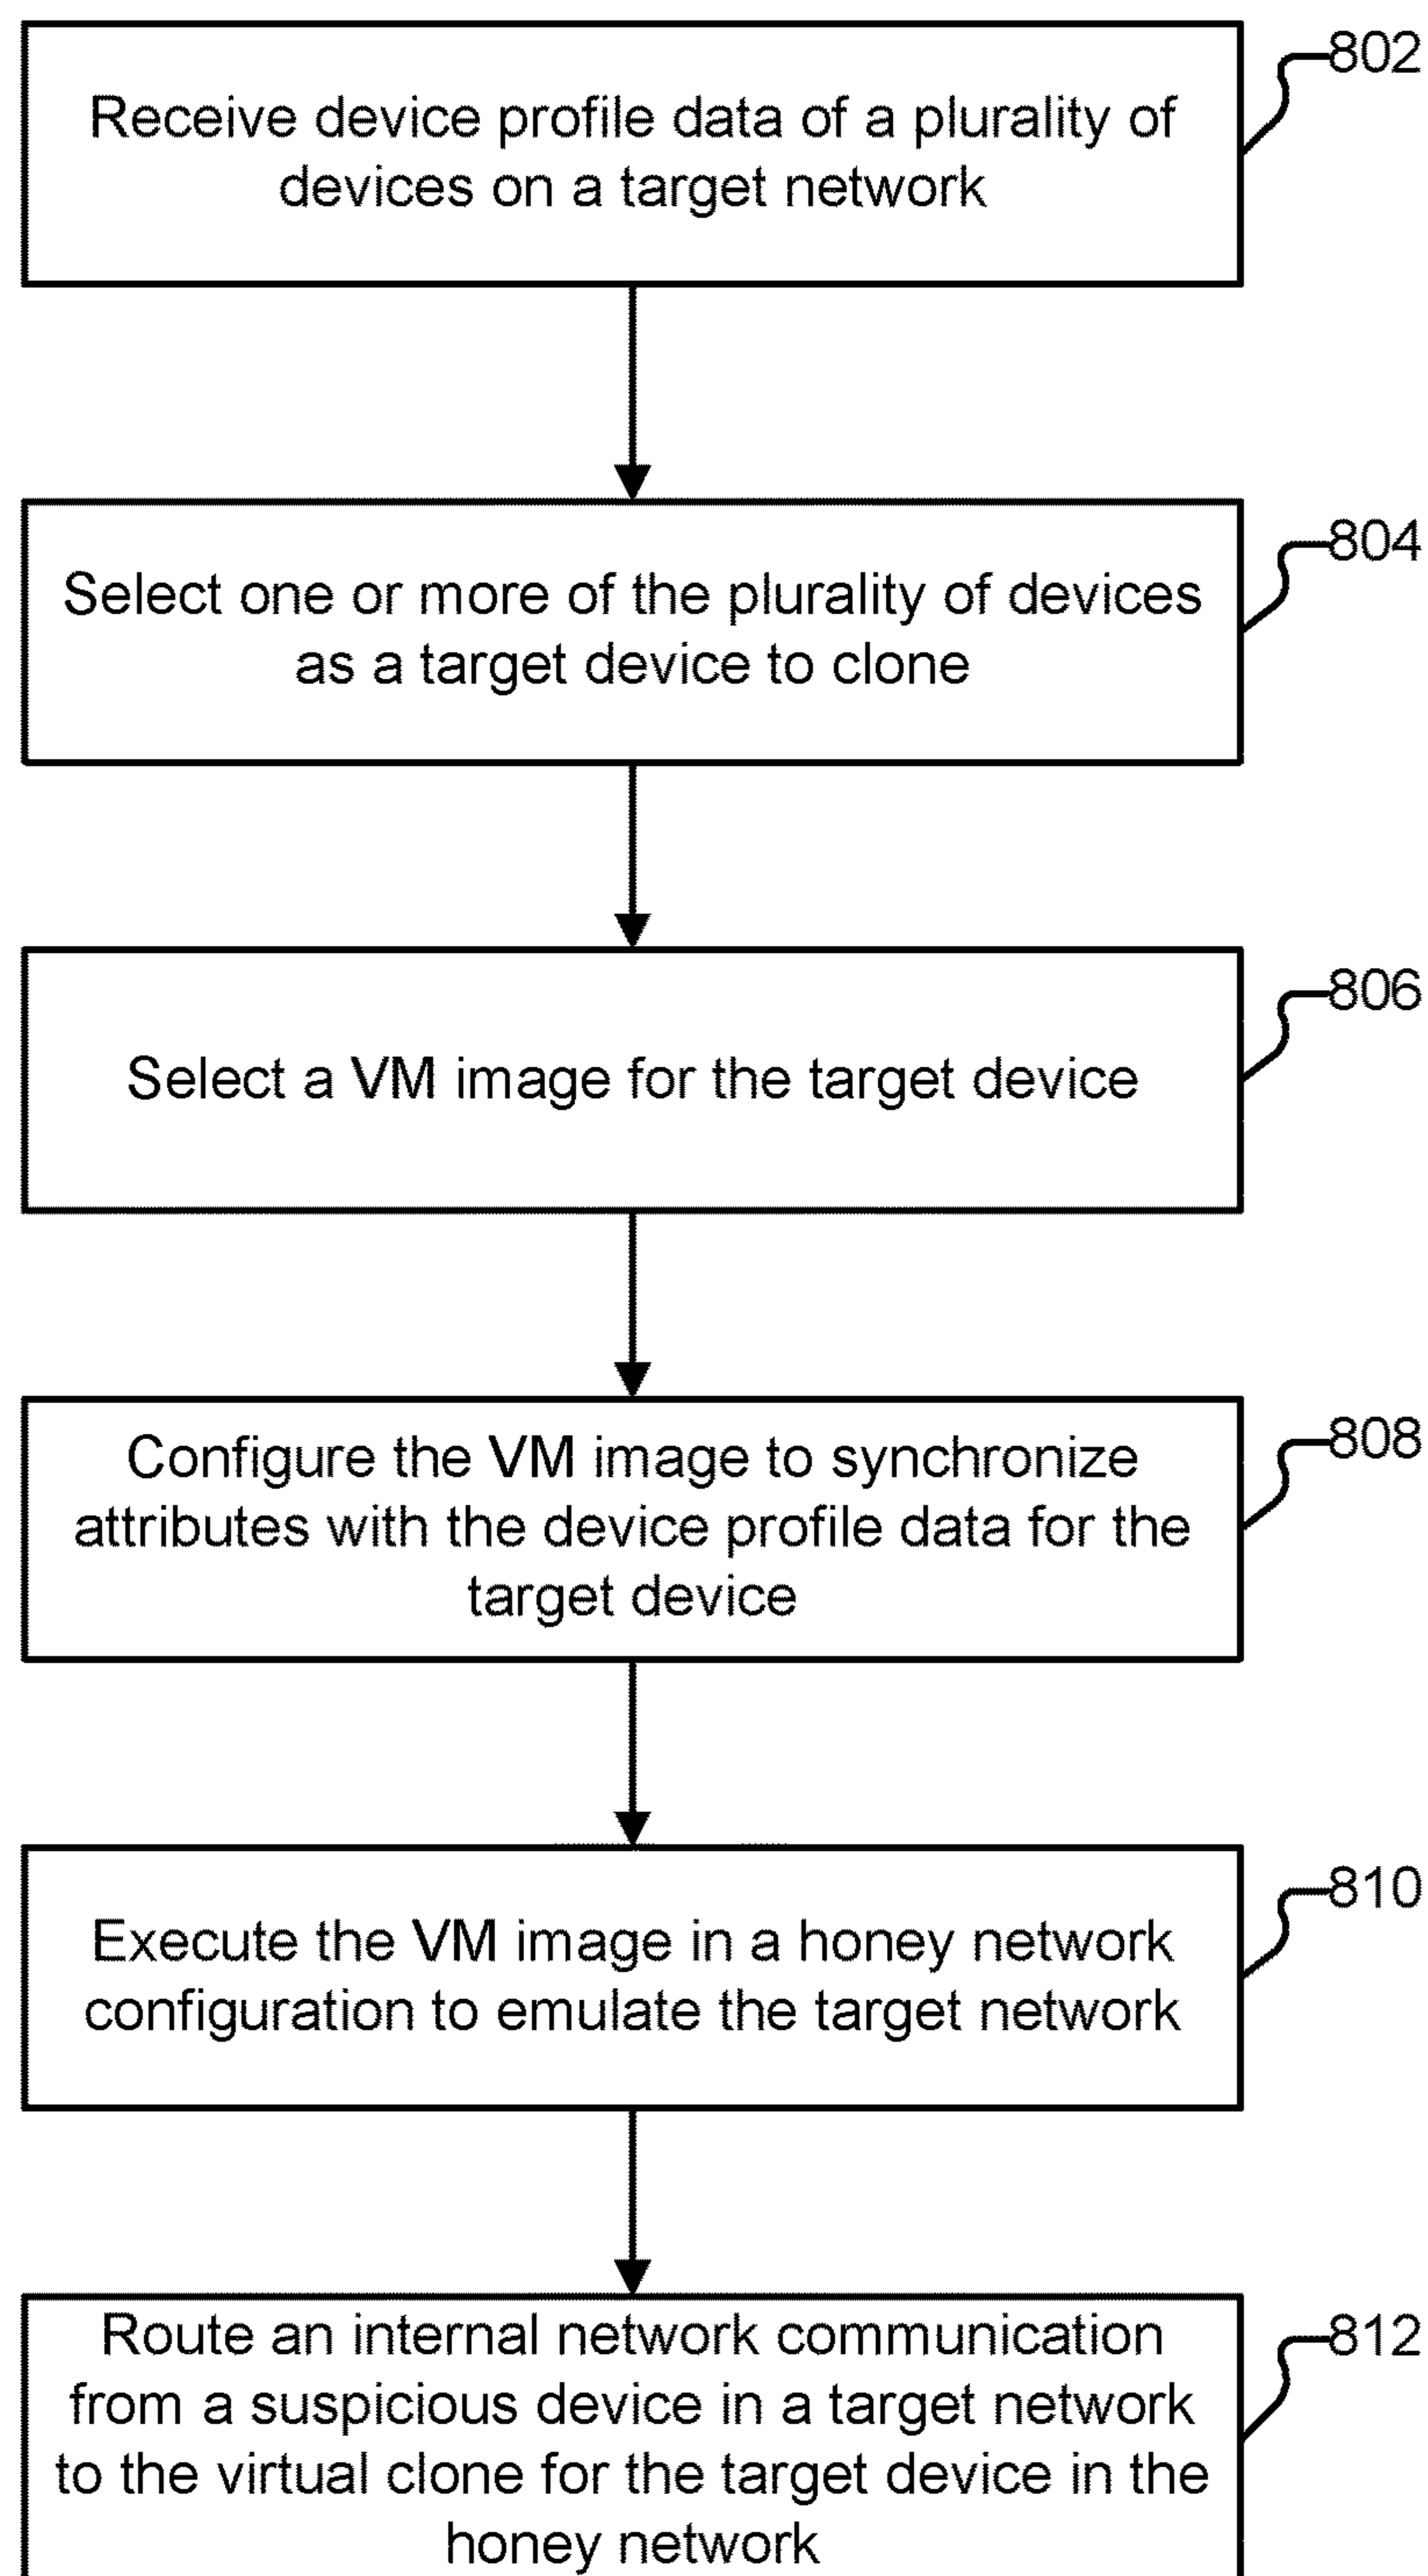 802
Receive device profile data of a plurality of
devices on a target network
804
Select one or more of the plurality of devices
as a target device to clone
806
Select a VM image for the target device
808
Configure the VM image to synchronize
attributes with the device profile data for the
target device
810
Execute the VM image in a honey network
configuration to emulate the target network
812
Route an internal network communication
from a suspicious device in a target network
to the virtual clone for the target device in the
honey network